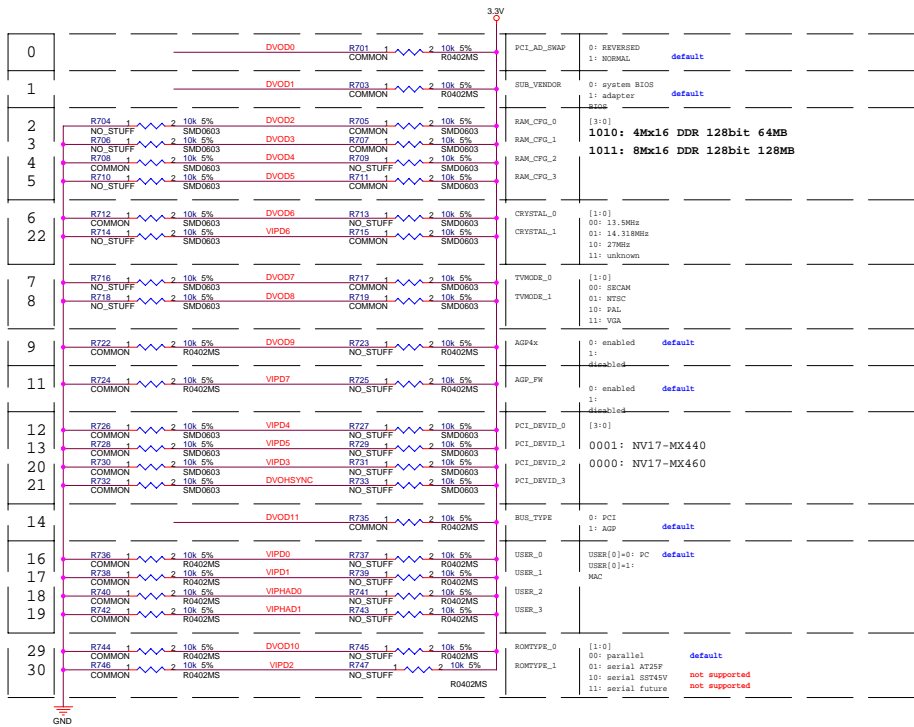 3.3V
0 DVOD0 R701 1 2 10k 5% PCI_AD_SWAP 0: REVERSED
COMMON R0402MS 1: NORMAL default
1 DVOD1 R703 1 2 10k 5% SUB_VENDOR 0: system BIOS
COMMON R0402MS 1: adapter default
BIOS
2 R704 1 2 10k 5% DVOD2 R705 1 2 10k 5% RAM_CFG_0 [3:0]
NO_STUFF SMD0603 COMMON SMD0603 1010: 4Mx16 DDR 128bit 64MB
3 R706 1 2 10k 5% DVOD3 R707 1 2 10k 5% RAM_CFG_1
NO_STUFF SMD0603 COMMON SMD0603 1011: 8Mx16 DDR 128bit 128MB
4 R708 1 2 10k 5% DVOD4 R709 1 2 10k 5% RAM_CFG_2
COMMON SMD0603 NO_STUFF SMD0603
5 R710 1 2 10k 5% DVOD5 R711 1 2 10k 5% RAM_CFG_3
NO_STUFF SMD0603 COMMON SMD0603
6 R712 1 2 10k 5% DVOD6 R713 1 2 10k 5% CRYSTAL_0 [1:0]
COMMON SMD0603 NO_STUFF SMD0603 00: 13.5MHz
22 R714 1 2 10k 5% VIPD6 R715 1 2 10k 5% CRYSTAL_1 01: 14.318MHz
NO_STUFF SMD0603 COMMON SMD0603 10: 27MHz
11: unknown
7 R716 1 2 10k 5% DVOD7 R717 1 2 10k 5% TVMODE_0 [1:0]
NO_STUFF SMD0603 COMMON SMD0603 00: SECAM
8 R718 1 2 10k 5% DVOD8 R719 1 2 10k 5% TVMODE_1 01: NTSC
NO_STUFF SMD0603 COMMON SMD0603 10: PAL
11: VGA
9 R722 1 2 10k 5% DVOD9 R723 1 2 10k 5% AGP4x 0: enabled default
COMMON R0402MS NO_STUFF R0402MS 1:
disabled
11 R724 1 2 10k 5% VIPD7 R725 1 2 10k 5% AGP_FW 0: enabled default
COMMON R0402MS NO_STUFF R0402MS 1:
disabled
12 R726 1 2 10k 5% VIPD4 R727 1 2 10k 5% PCI_DEVID_0 [3:0]
COMMON SMD0603 NO_STUFF SMD0603
13 R728 1 2 10k 5% VIPD5 R729 1 2 10k 5% PCI_DEVID_1 0001: NV17-MX440
COMMON SMD0603 NO_STUFF SMD0603
20 R730 1 2 10k 5% VIPD3 R731 1 2 10k 5% PCI_DEVID_2 0000: NV17-MX460
COMMON SMD0603 NO_STUFF SMD0603
21 R732 1 2 10k 5% DVOHSYNC R733 1 2 10k 5% PCI_DEVID_3
COMMON SMD0603 NO_STUFF SMD0603
14 DVOD11 R735 1 2 10k 5% BUS_TYPE 0: PCI
COMMON R0402MS 1: AGP default
16 R736 1 2 10k 5% VIPD0 R737 1 2 10k 5% USER_0 USER[0]=0: PC default
COMMON R0402MS NO_STUFF R0402MS USER[0]=1:
17 R738 1 2 10k 5% VIPD1 R739 1 2 10k 5% USER_1 MAC
COMMON R0402MS NO_STUFF R0402MS
18 R740 1 2 10k 5% VIPHAD0 R741 1 2 10k 5% USER_2
COMMON R0402MS NO_STUFF R0402MS
19 R742 1 2 10k 5% VIPHAD1 R743 1 2 10k 5% USER_3
COMMON R0402MS NO_STUFF R0402MS
29 R744 1 2 10k 5% DVOD10 R745 1 2 10k 5% ROMTYPE_0 [1:0]
COMMON R0402MS NO_STUFF R0402MS 00: parallel default
30 R746 1 2 10k 5% VIPD2 R747 1 2 10k 5% ROMTYPE_1 01: serial AT25F
COMMON R0402MS NO_STUFF R0402MS 10: serial SST45V not supported
11: serial future not supported
GND